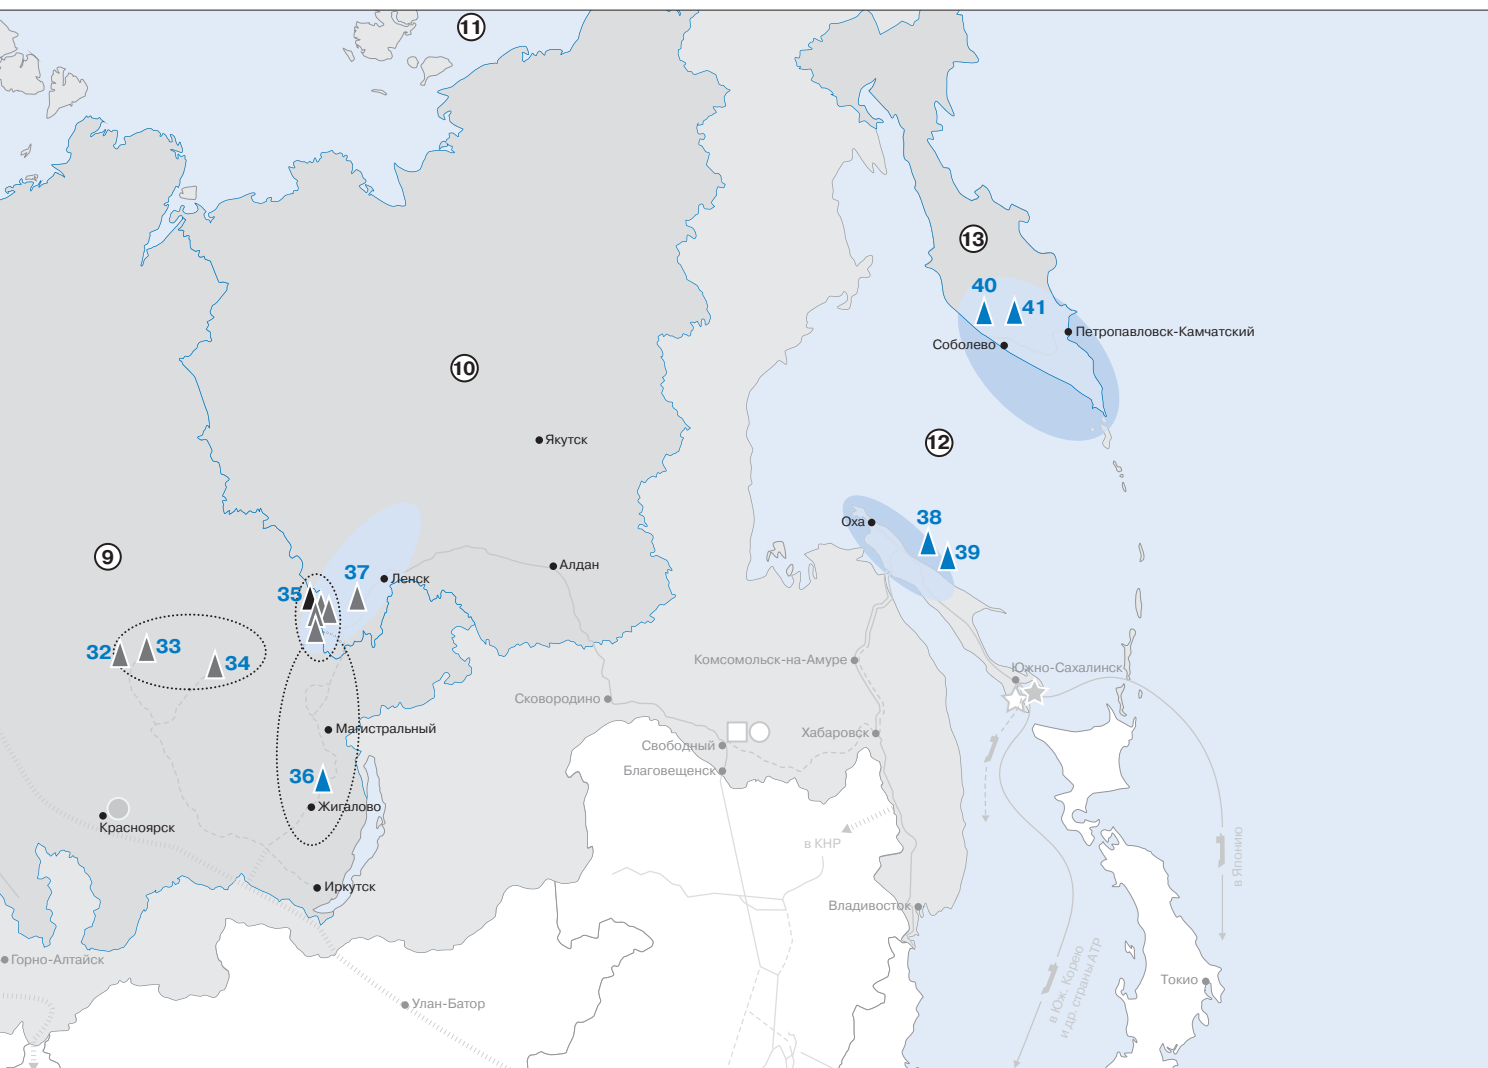 11
13
40
41
Петропавловск-Камчатский
Соболево
10
Якутск
12
38
Оха
39
9
Алдан
37
Ленск
35
32
33
34
Комсомольск-на-Амуре
Южно-Сахалинск
Сковородино
Магистральный
Хабаровск
Свободный
Благовещенск
36
Жигалово
Красноярск
в КНР
в Японию
Иркутск
Владивосток
Горно-Алтайск
в Юж. Корею
и др. страны АТР
Токио
Улан-Батор